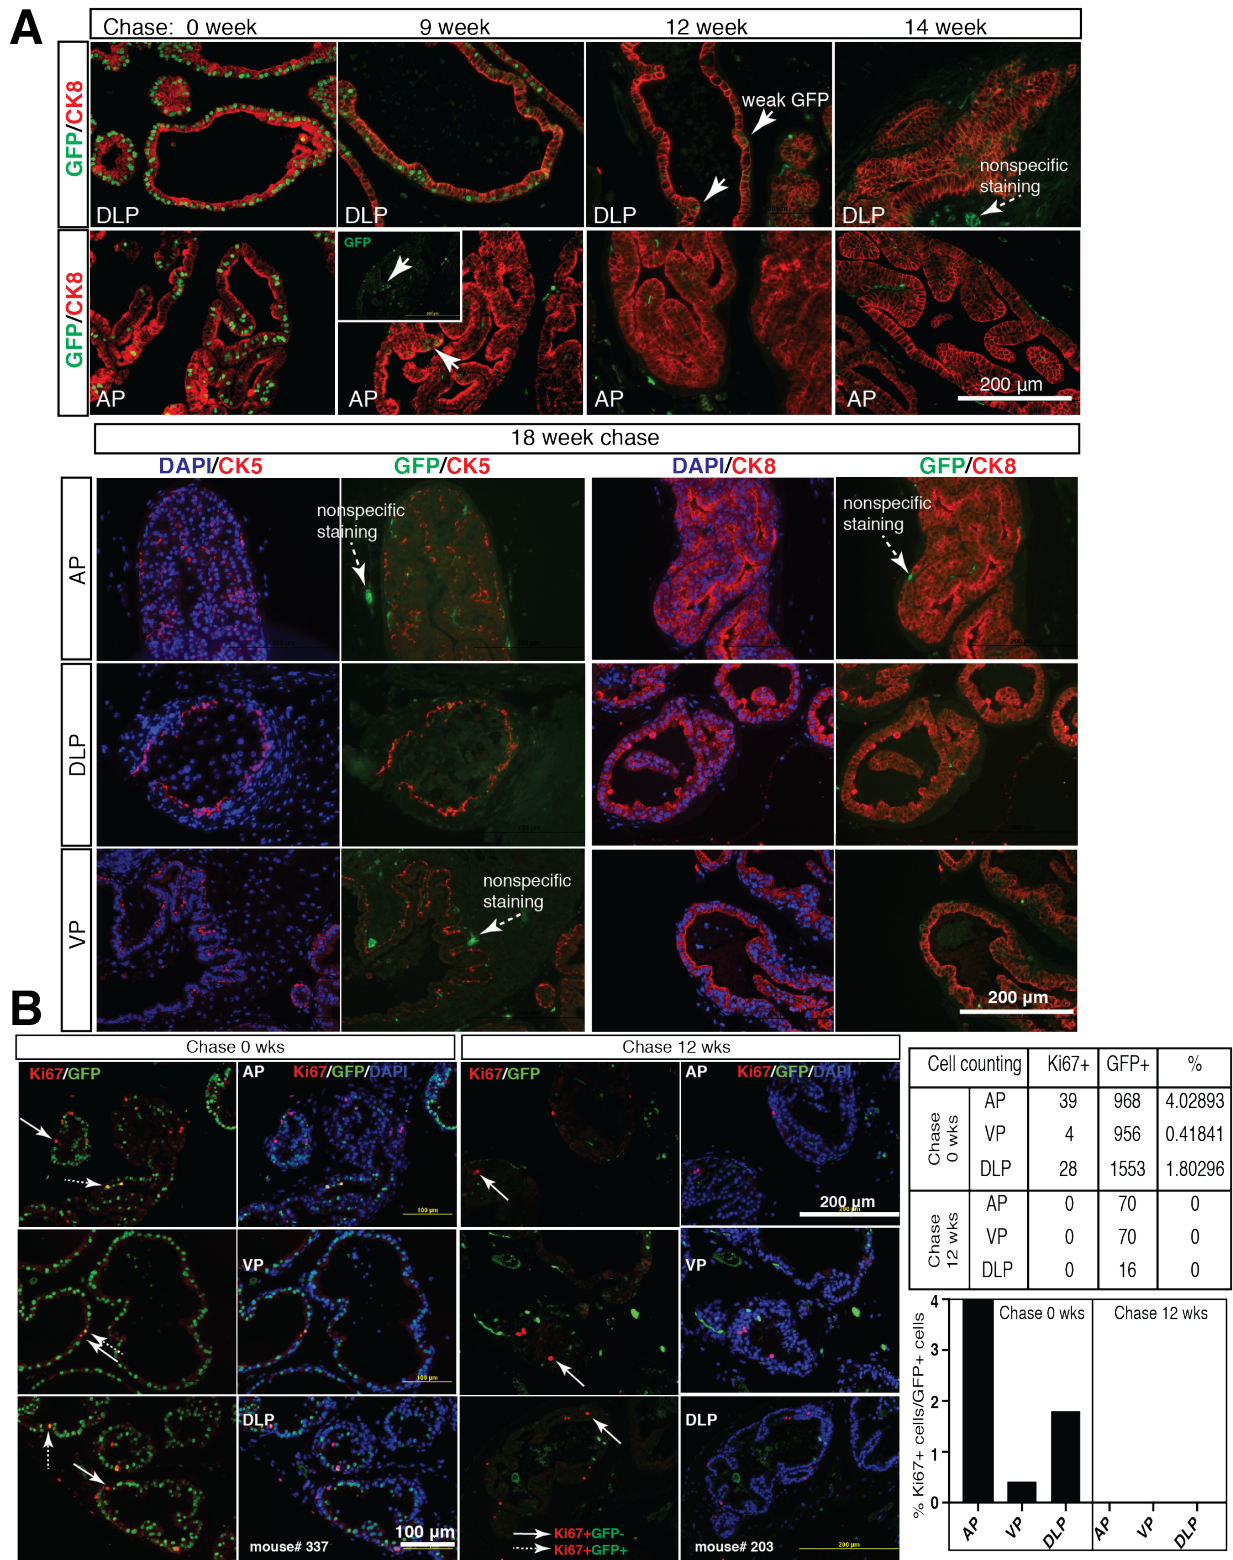 A
Chase: 0 week 9 week 12 week 14 week
GFP/CK8
weak GFP
nonspecific
staining
DLP DLP DLP DLP
GFP/CK8
GFP
AP AP AP AP
200 µm
18 week chase
DAPI/CK5 GFP/CK5 DAPI/CK8 GFP/CK8
AP
nonspecific
staining
nonspecific
staining
DLP
VP
nonspecific
staining
200 µm
B
Chase 0 wks Chase 12 wks
Ki67/GFP AP Ki67/GFP/DAPI Ki67/GFP AP Ki67/GFP/DAPI
100 µm
200 µm
VP VP
100 µm
DLP DLP
mouse# 337
100 µm
Ki67+GFP-
Ki67+GFP+
mouse# 203
200 µm
Cell counting Ki67+ GFP+ %
Chase
0 wks
AP 39 968 4.02893
VP 4 956 0.41841
DLP 28 1553 1.80296
Chase
12 wks
AP 0 70 0
VP 0 70 0
DLP 0 16 0
% Ki67+ cells/GFP+ cells
Chase 0 wks Chase 12 wks
4
3
2
1
0
AP VP DLP AP VP DLP